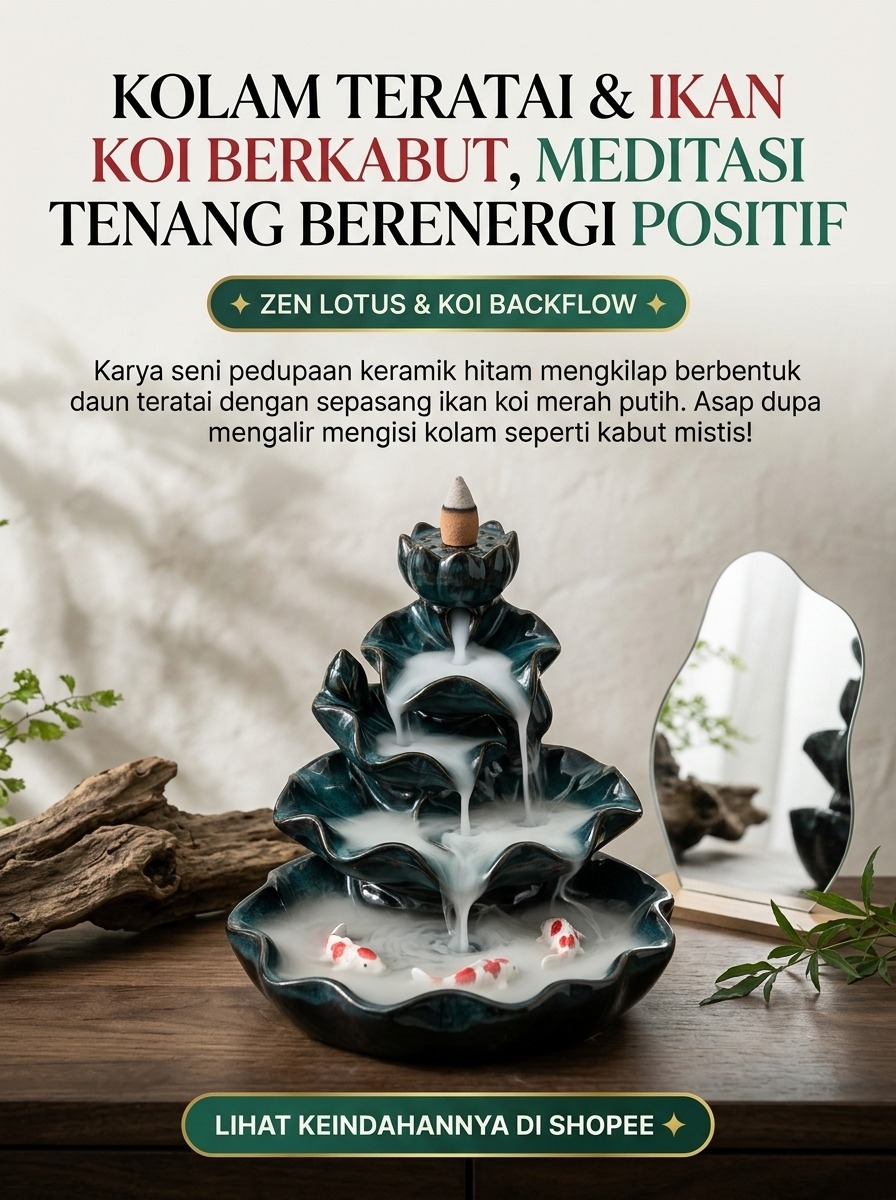 KOLAM TERATAI & IKAN
KOI BERKABUT, MEDITASI
TENANG BERENERGI POSITIF
ZEN LOTUS & KOI BACKFLOW
Karya seni pedupaan keramik hitam mengkilap berbentuk
daun teratai dengan sepasang ikan koi merah putih. Asap dupa
mengalir mengisi kolam seperti kabut mistis!
LIHAT KEINDAHANNYA DI SHOPEE